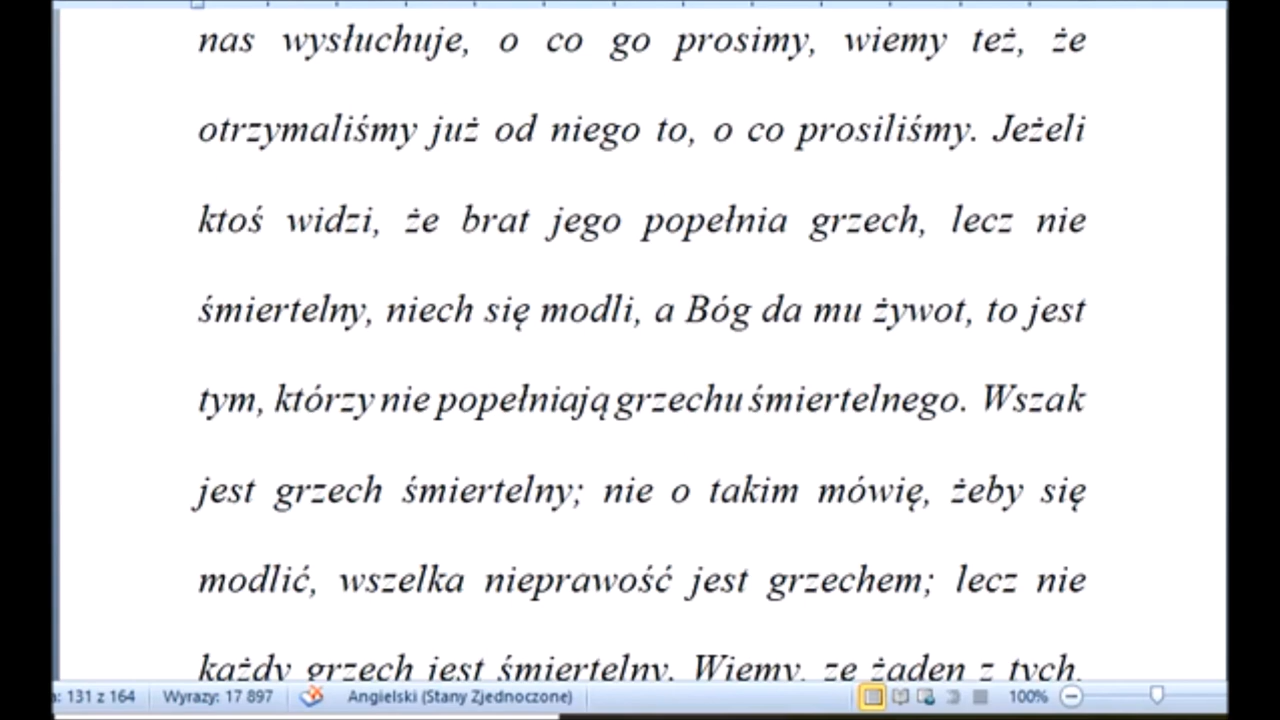 nas wysłuchuje, o co go prosimy, wiemy też, że
otrzymaliśmy już od niego to, o co prosiliśmy. Jeżeli
ktoś widzi, że brat jego popełnia grzech, lecz nie
śmiertelny, niech się modli, a Bóg da mu żywot, to jest
tym, którzy nie popełniają grzechu śmiertelnego. Wszak
jest grzech śmiertelny; nie o takim mówię, żeby się
modlić, wszelka nieprawość jest grzechem; lecz nie
każdy grzech jest śmiertelny. Wiemy, ze żaden z tych,
: 131 z 164 Wyrazy: 17 897 Angielski (Stany Zjednoczone) 100%